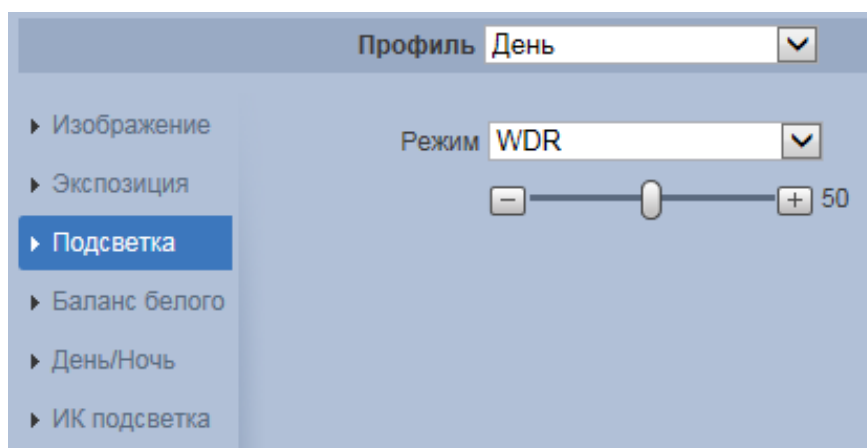 Профиль День
Изображение
Режим WDR
Экспозиция
50
Подсветка
Баланс белого
День/Ночь
ИК подсветка